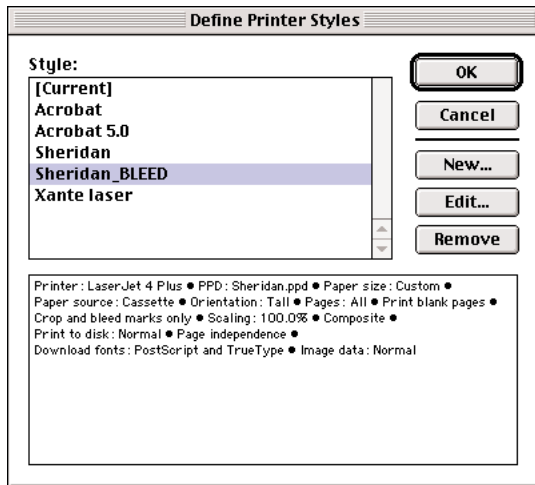 Define Printer Styles
Style:
[Current]
Acrobat
Acrobat 5.0
Sheridan
Sheridan_BLEED
Xante laser
OK
Cancel
New...
Edit...
Remove
Printer : LaserJet 4 Plus ● PPD : Sheridan.ppd ● Paper size : Custom ●
Paper source : Cassette ● Orientation : Tall ● Pages : All ● Print blank pages ●
Crop and bleed marks only ● Scaling : 100.0% ● Composite ●
Print to disk : Normal ● Page independence ●
Download fonts : PostScript and TrueType ● Image data : Normal